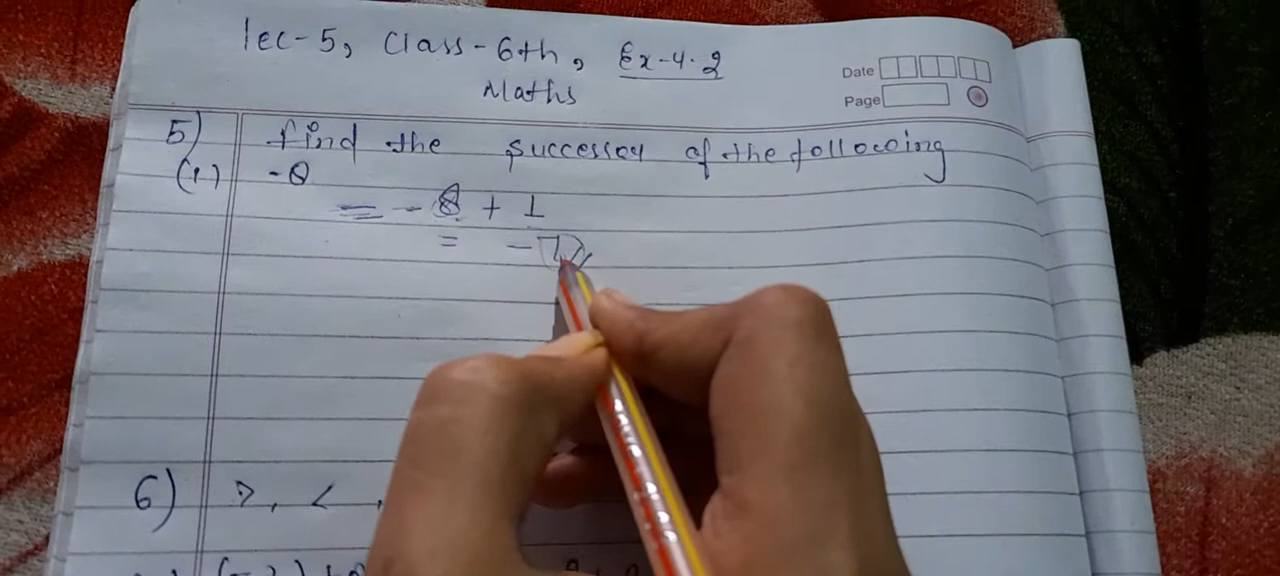 lec-5, Class-6th, Ex-4.2
Maths
Date
Page
5) find the successor of the following
(i) -8
= -8 + 1
= -7
6) >, <,